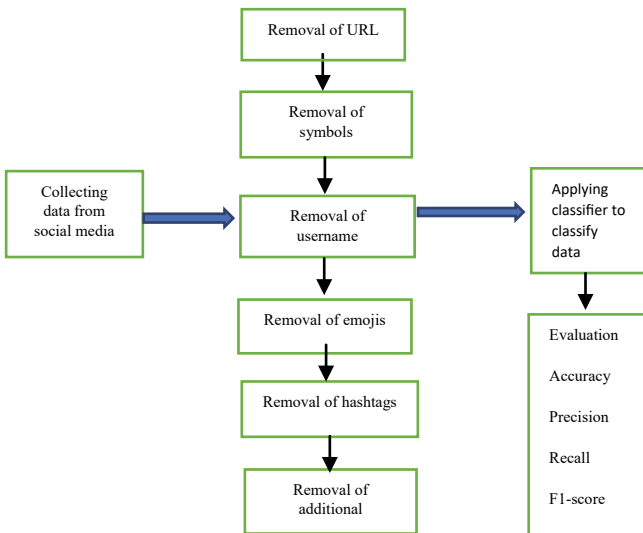 Removal of URL
Removal of
symbols
Collecting
data from
social media
Removal of
username
Applying
classifier to
classify
data
Removal of emojis
Removal of hashtags
Removal of
additional
Evaluation
Accuracy
Precision
Recall
F1-score